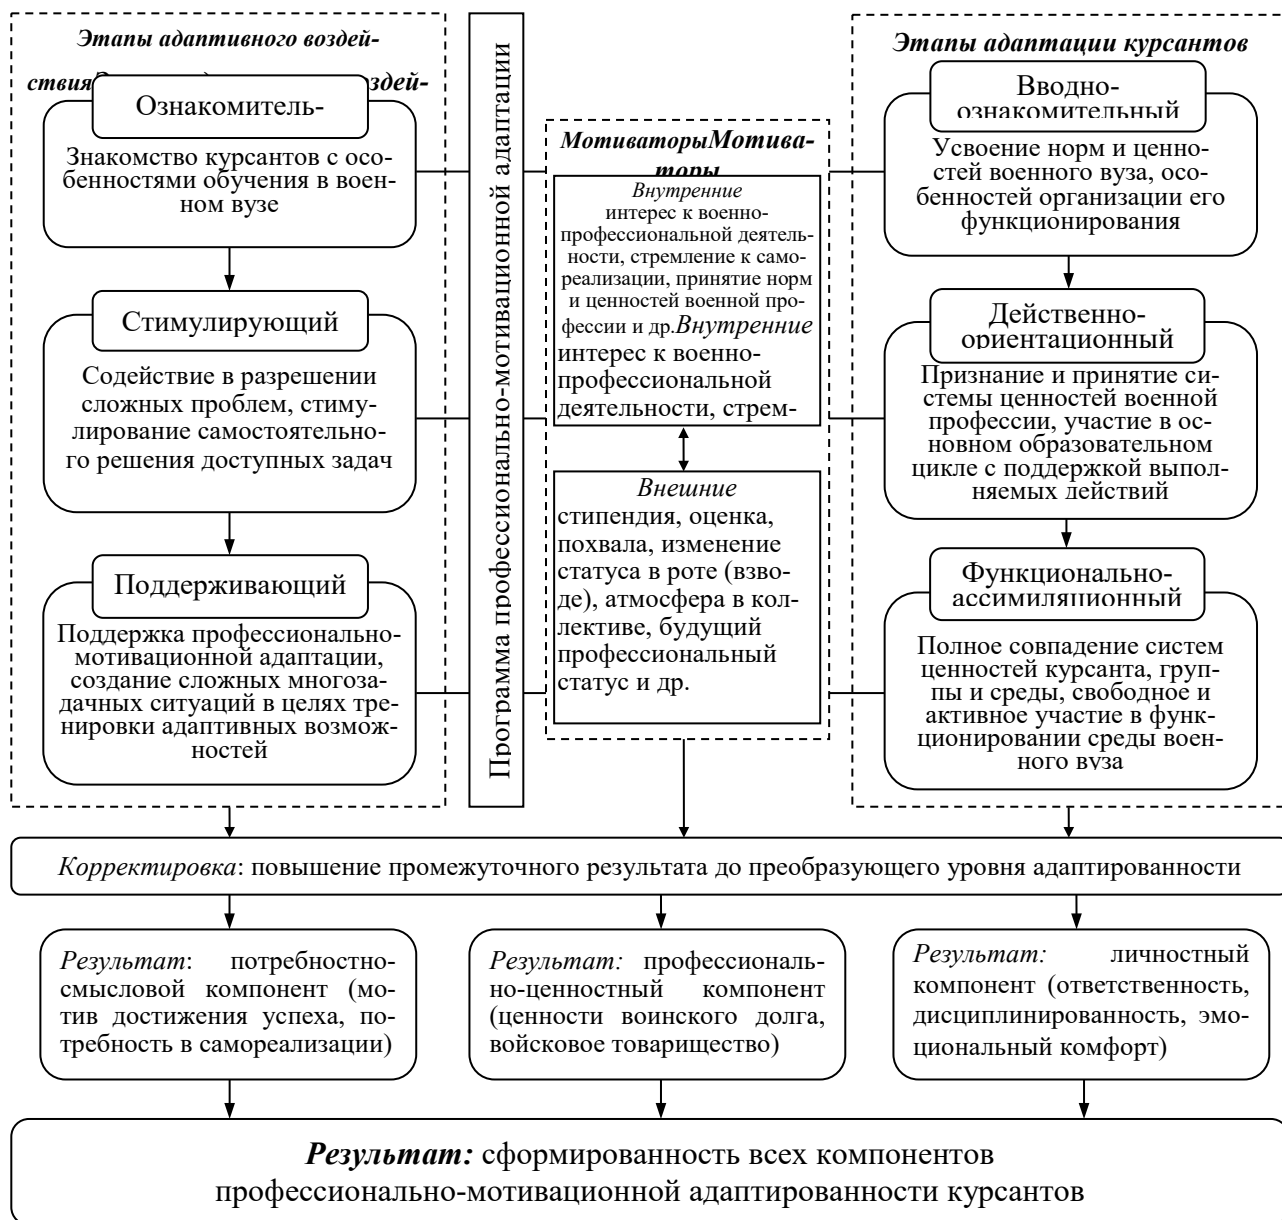 Этапы адаптивного воздей-
ствияЭ
оздей-
Ознакомитель-
Знакомство курсантов с осо-
бенностями обучения в воен-
ном вузе
Стимулирующий
Содействие в разрешении
сложных проблем, стиму-
лирование самостоятельно-
го решения доступных задач
Поддерживающий
Поддержка профессионально-
мотивационной адаптации,
создание сложных многоза-
дачных ситуаций в целях тре-
нировки адаптивных возмож-
ностей
Программа профессионально-мотивационной адаптации
МотиваторыМотива-
торы
Внутренние
интерес к военно-
профессиональной деятель-
ности, стремление к само-
реализации, принятие норм
и ценностей военной про-
фессии и др.Внутренние
интерес к военно-
профессиональной
деятельности, стрем-
Внешние
стипендия, оценка,
похвала, изменение
статуса в роте (взво-
де), атмосфера в кол-
лективе, будущий
профессиональный
статус и др.
Этапы адаптации курсантов
Вводно-
ознакомительный
Усвоение норм и ценно-
стей военного вуза, осо-
бенностей организации его
функционирования
Действенно-
ориентационный
Признание и принятие си-
стемы ценностей военной
профессии, участие в ос-
новном образовательном
цикле с поддержкой выпол-
няемых действий
Функционально-
ассимиляционный
Полное совпадение систем
ценностей курсанта, груп-
пы и среды, свободное и
активное участие в функ-
ционировании среды воен-
ного вуза
Корректировка: повышение промежуточного результата до преобразующего уровня адаптированности
Результат: потребностно-
смысловой компонент (мо-
тив достижения успеха, по-
требность в самореализации)
Результат: профессиональ-
но-ценностный компонент
(ценности воинского долга,
войсковое товарищество)
Результат: личностный
компонент (ответственность,
дисциплинированность, эмо-
циональный комфорт)
Результат: сформированность всех компонентов
профессионально-мотивационной адаптированности курсантов